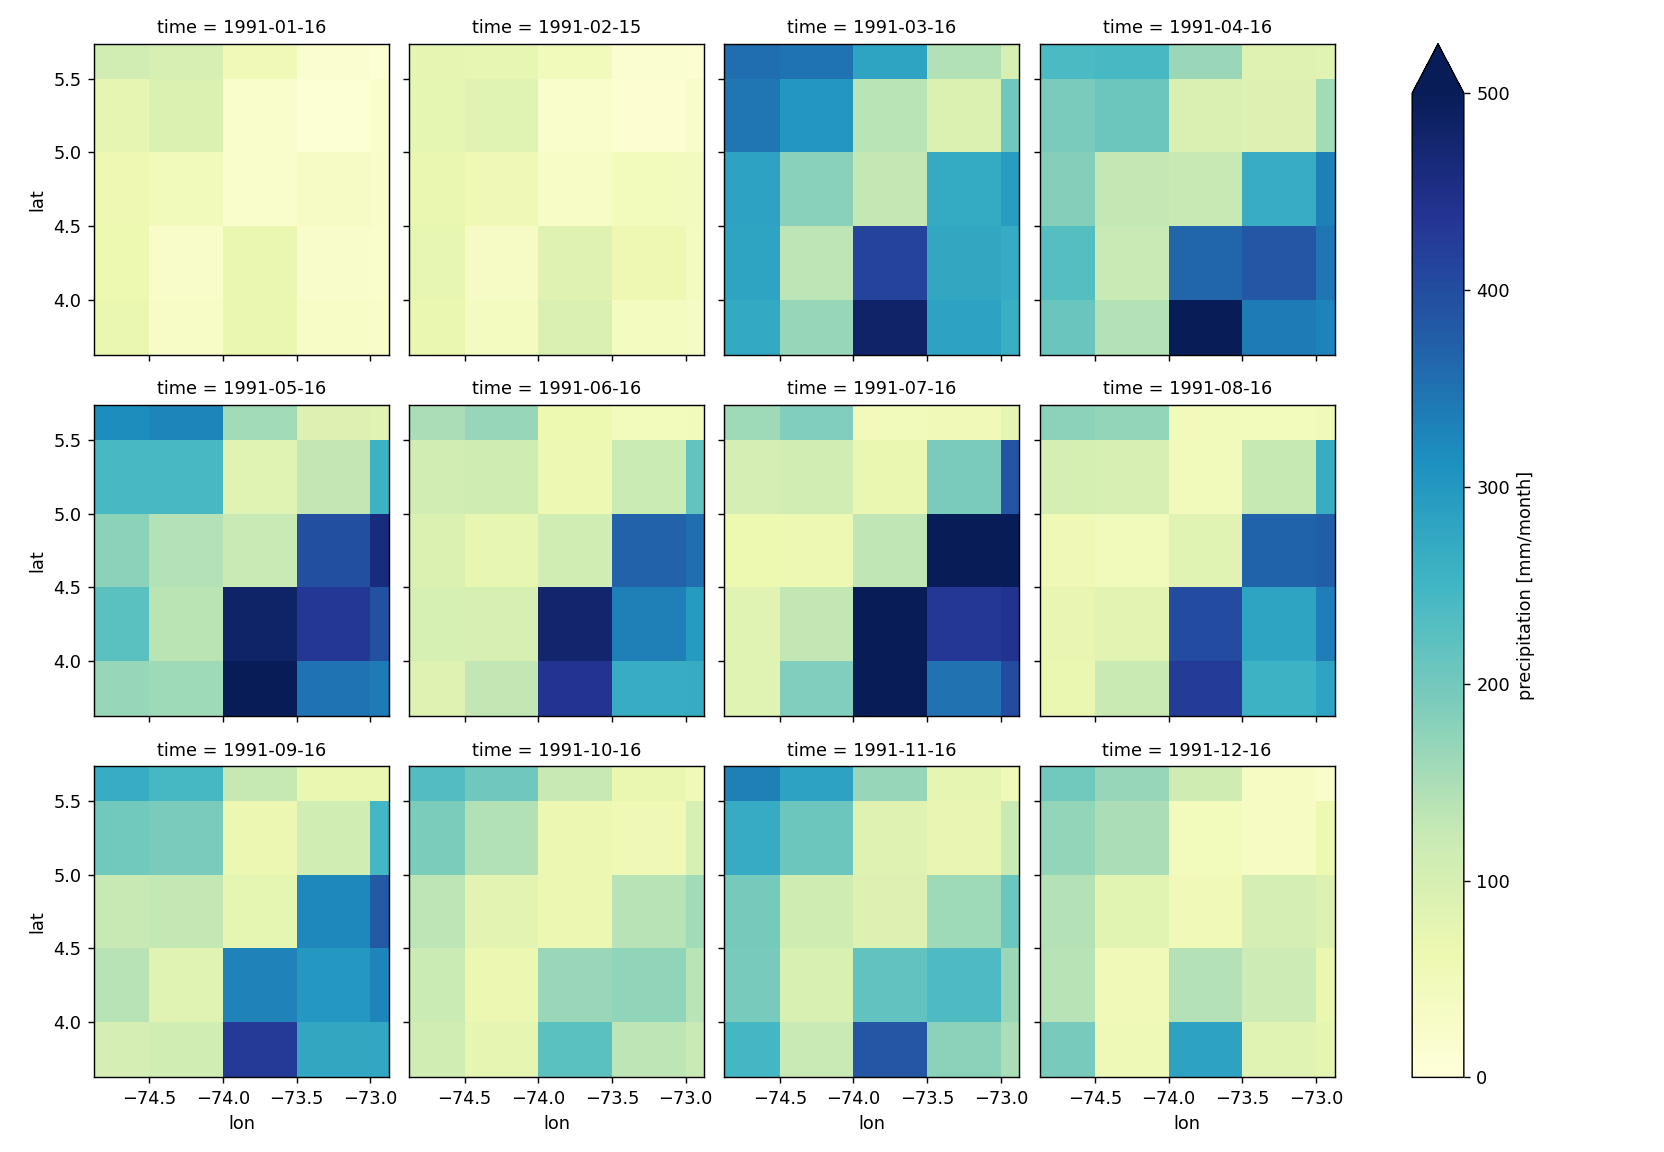 time = 1991-01-16 time = 1991-02-15 time = 1991-03-16 time = 1991-04-16
5.5
5.0
4.5
4.0
lat
time = 1991-05-16 time = 1991-06-16 time = 1991-07-16 time = 1991-08-16
5.5
5.0
4.5
4.0
lat
time = 1991-09-16 time = 1991-10-16 time = 1991-11-16 time = 1991-12-16
5.5
5.0
4.5
4.0
lat
−74.5 −74.0 −73.5 −73.0 −74.5 −74.0 −73.5 −73.0 −74.5 −74.0 −73.5 −73.0 −74.5 −74.0 −73.5 −73.0
lon lon lon lon
500
400
300
200
100
0
precipitation [mm/month]